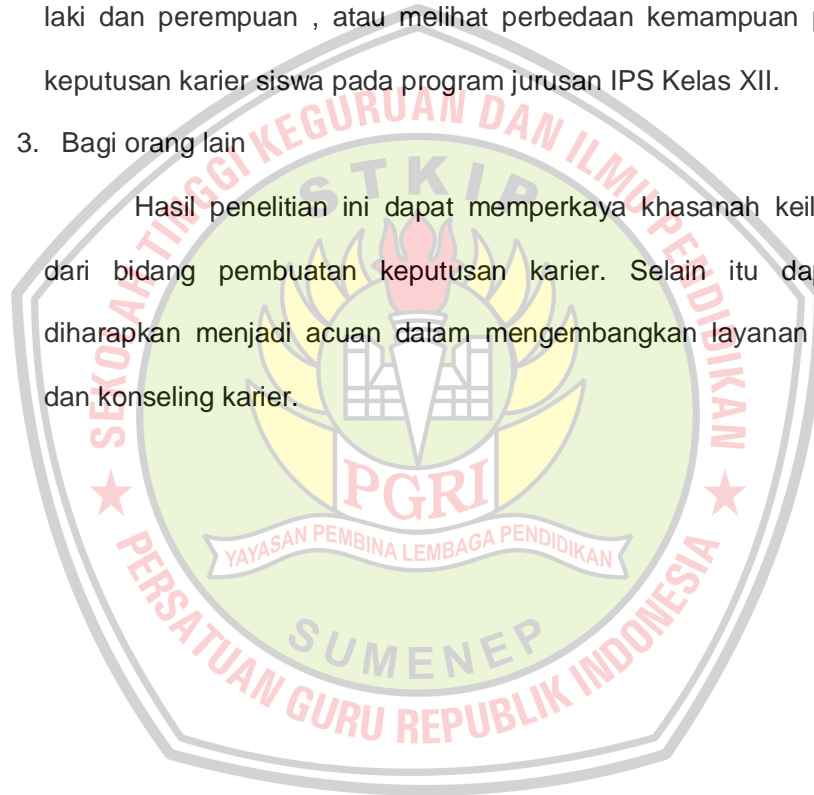 laki dan perempuan , atau melihat perbedaan kemampuan
keputusan karier siswa pada program jurusan IPS Kelas XII.
3. Bagi orang lain
Hasil penelitian ini dapat memperkaya khasanah
dari bidang pembuatan keputusan karier. Selain itu
diharapkan menjadi acuan dalam mengembangkan layanan
dan konseling karier.
SEKOLAH TINGGI KEGURUAN DAN ILMU PENDIDIKAN
STKIP
PGRI
YAYASAN PEMBINA LEMBAGA PENDIDIKAN
SUMENEP
PERSATUAN GURU REPUBLIK INDONESIA